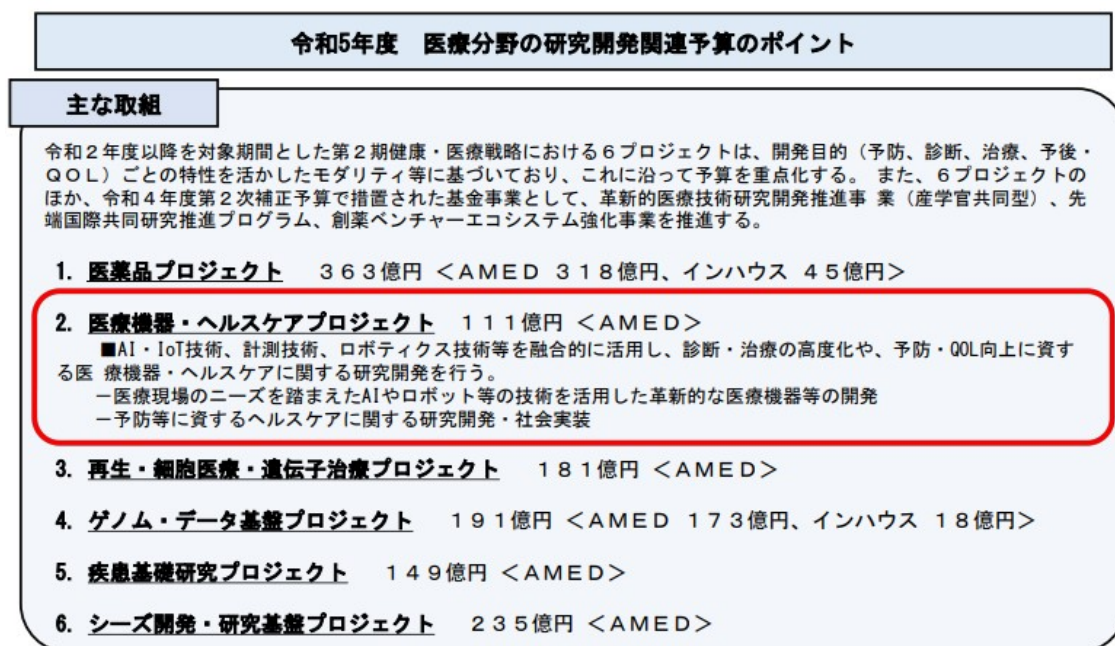 令和5年度　医療分野の研究開発関連予算のポイント
主な取組
令和２年度以降を対象期間とした第２期健康・医療戦略における６プロジェクトは、開発目的（予防、診断、治療、予後・
ＱＯＬ）ごとの特性を活かしたモダリティ等に基づいており、これに沿って予算を重点化する。 また、６プロジェクトの
ほか、令和４年度第２次補正予算で措置された基金事業として、革新的医療技術研究開発推進事 業（産学官共同型）、先
端国際共同研究推進プログラム、創薬ベンチャーエコシステム強化事業を推進する。
1. 医薬品プロジェクト　３６３億円 ＜AMED ３１８億円、インハウス ４５億円＞
2. 医療機器・ヘルスケアプロジェクト　１１１億円 ＜AMED＞
■AI・IoT技術、計測技術、ロボティクス技術等を融合的に活用し、診断・治療の高度化や、予防・QOL向上に資す
る医 療機器・ヘルスケアに関する研究開発を行う。
－医療現場のニーズを踏まえたAIやロボット等の技術を活用した革新的な医療機器等の開発
－予防等に資するヘルスケアに関する研究開発・社会実装
3. 再生・細胞医療・遺伝子治療プロジェクト　１８１億円 ＜AMED＞
4. ゲノム・データ基盤プロジェクト　１９１億円 ＜AMED １７３億円、インハウス １８億円＞
5. 疾患基礎研究プロジェクト　１４９億円 ＜AMED＞
6. シーズ開発・研究基盤プロジェクト　２３５億円 ＜AMED＞